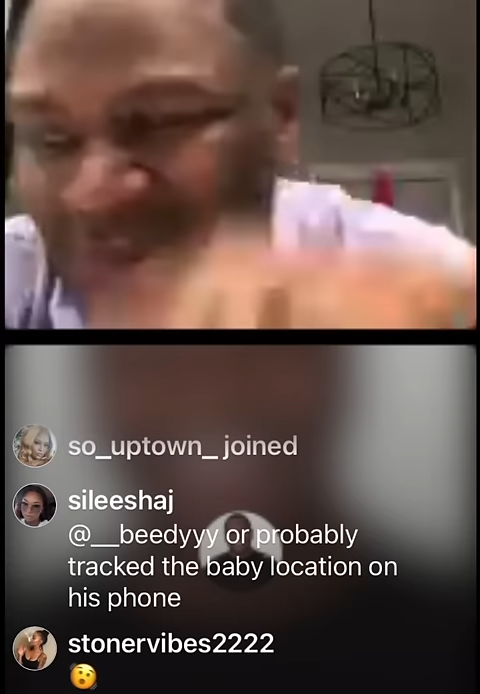 so_uptown_ joined
sileeshaj
@__beedyyy or probably
tracked the baby location on
his phone
stonervibes2222